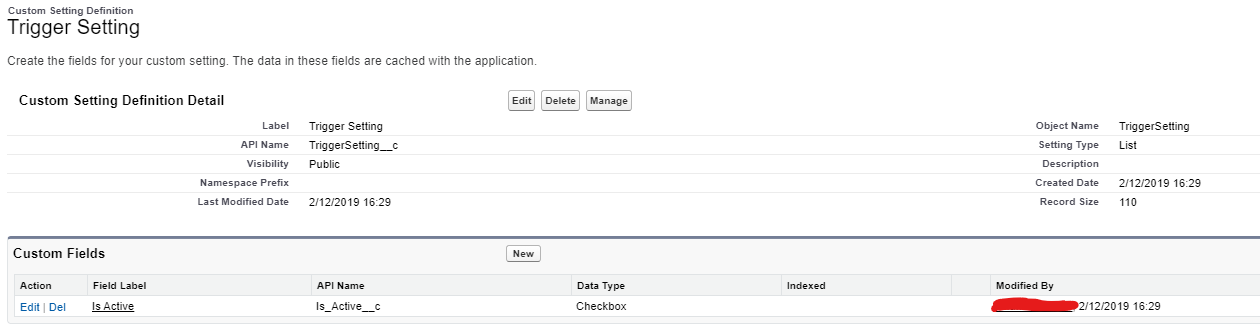 Custom Setting Definition
Trigger Setting
Create the fields for your custom setting. The data in these fields are cached with the application.
Custom Setting Definition Detail Edit Delete Manage
Label Trigger Setting Object Name TriggerSetting
API Name TriggerSetting__c Setting Type List
Visibility Public Description
Namespace Prefix Created Date 2/12/2019 16:29
Last Modified Date 2/12/2019 16:29 Record Size 110
Custom Fields New
Action Field Label API Name Data Type Indexed Modified By
Edit | Del Is Active Is_Active__c Checkbox 2/12/2019 16:29